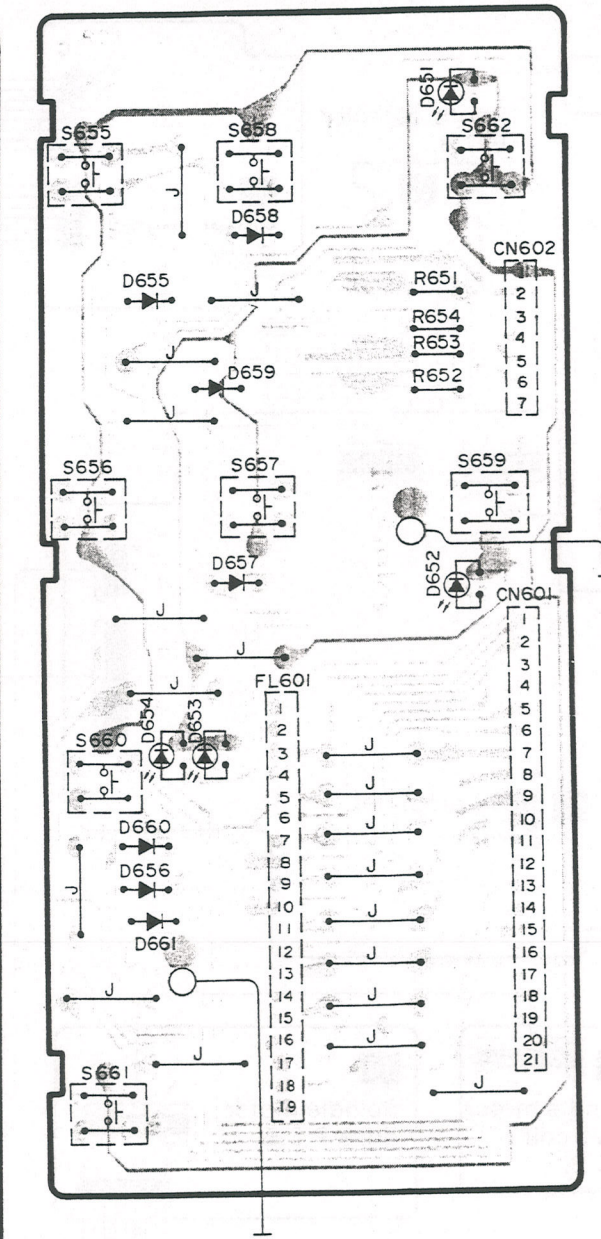 D651
S655
S658
S662
J
D658
CN602
D655
J
R651
2
R654
3
R653
4
J
5
D659
R652
6
J
7
S656
S657
S659
D657
D652
CN601
J
1
2
J
3
FL601
4
J
1
5
D654
D653
2
6
S660
3
J
7
4
8
5
J
9
6
10
D660
7
J
11
8
12
J
D656
9
J
13
10
14
D661
11
J
15
12
16
13
J
17
J
14
18
15
J
19
16
J
20
J
17
21
S661
18
J
19